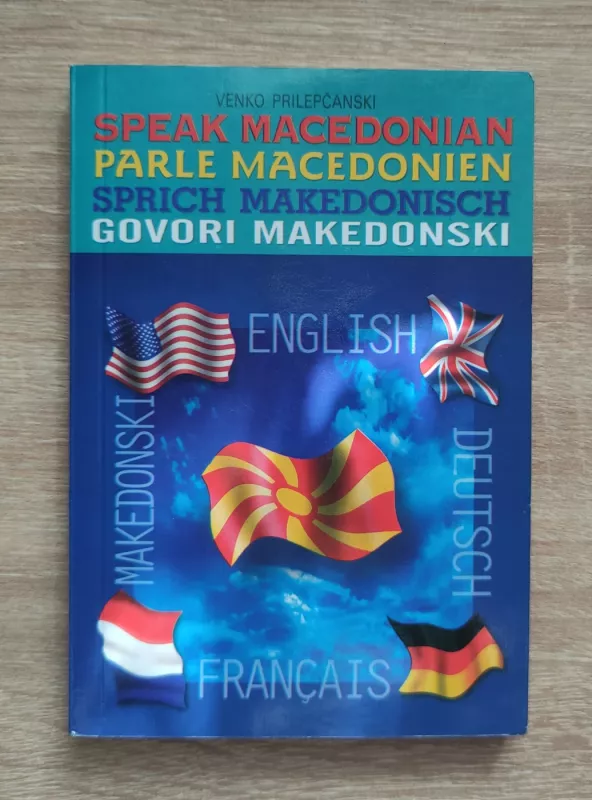 VENKO PRILEPČANSKI
SPEAK MACEDONIAN
PARLE MACEDONIEN
SPRICH MAKEDONISCH
GOVORI MAKEDONSKI
ENGLISH
MAKEDONSKI
DEUTSCH
FRANÇAIS